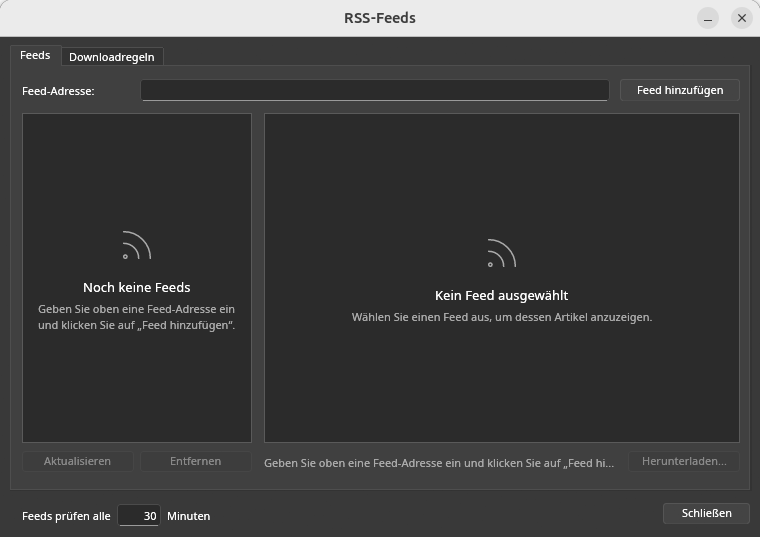 RSS-Feeds
Feeds
Downloadregeln
Feed-Adresse:
Feed hinzufügen
Noch keine Feeds
Geben Sie oben eine Feed-Adresse ein
und klicken Sie auf „Feed hinzufügen“.
Kein Feed ausgewählt
Wählen Sie einen Feed aus, um dessen Artikel anzuzeigen.
Aktualisieren
Entfernen
Geben Sie oben eine Feed-Adresse ein und klicken Sie auf „Feed hi...
Herunterladen...
Feeds prüfen alle 30 Minuten
Schließen